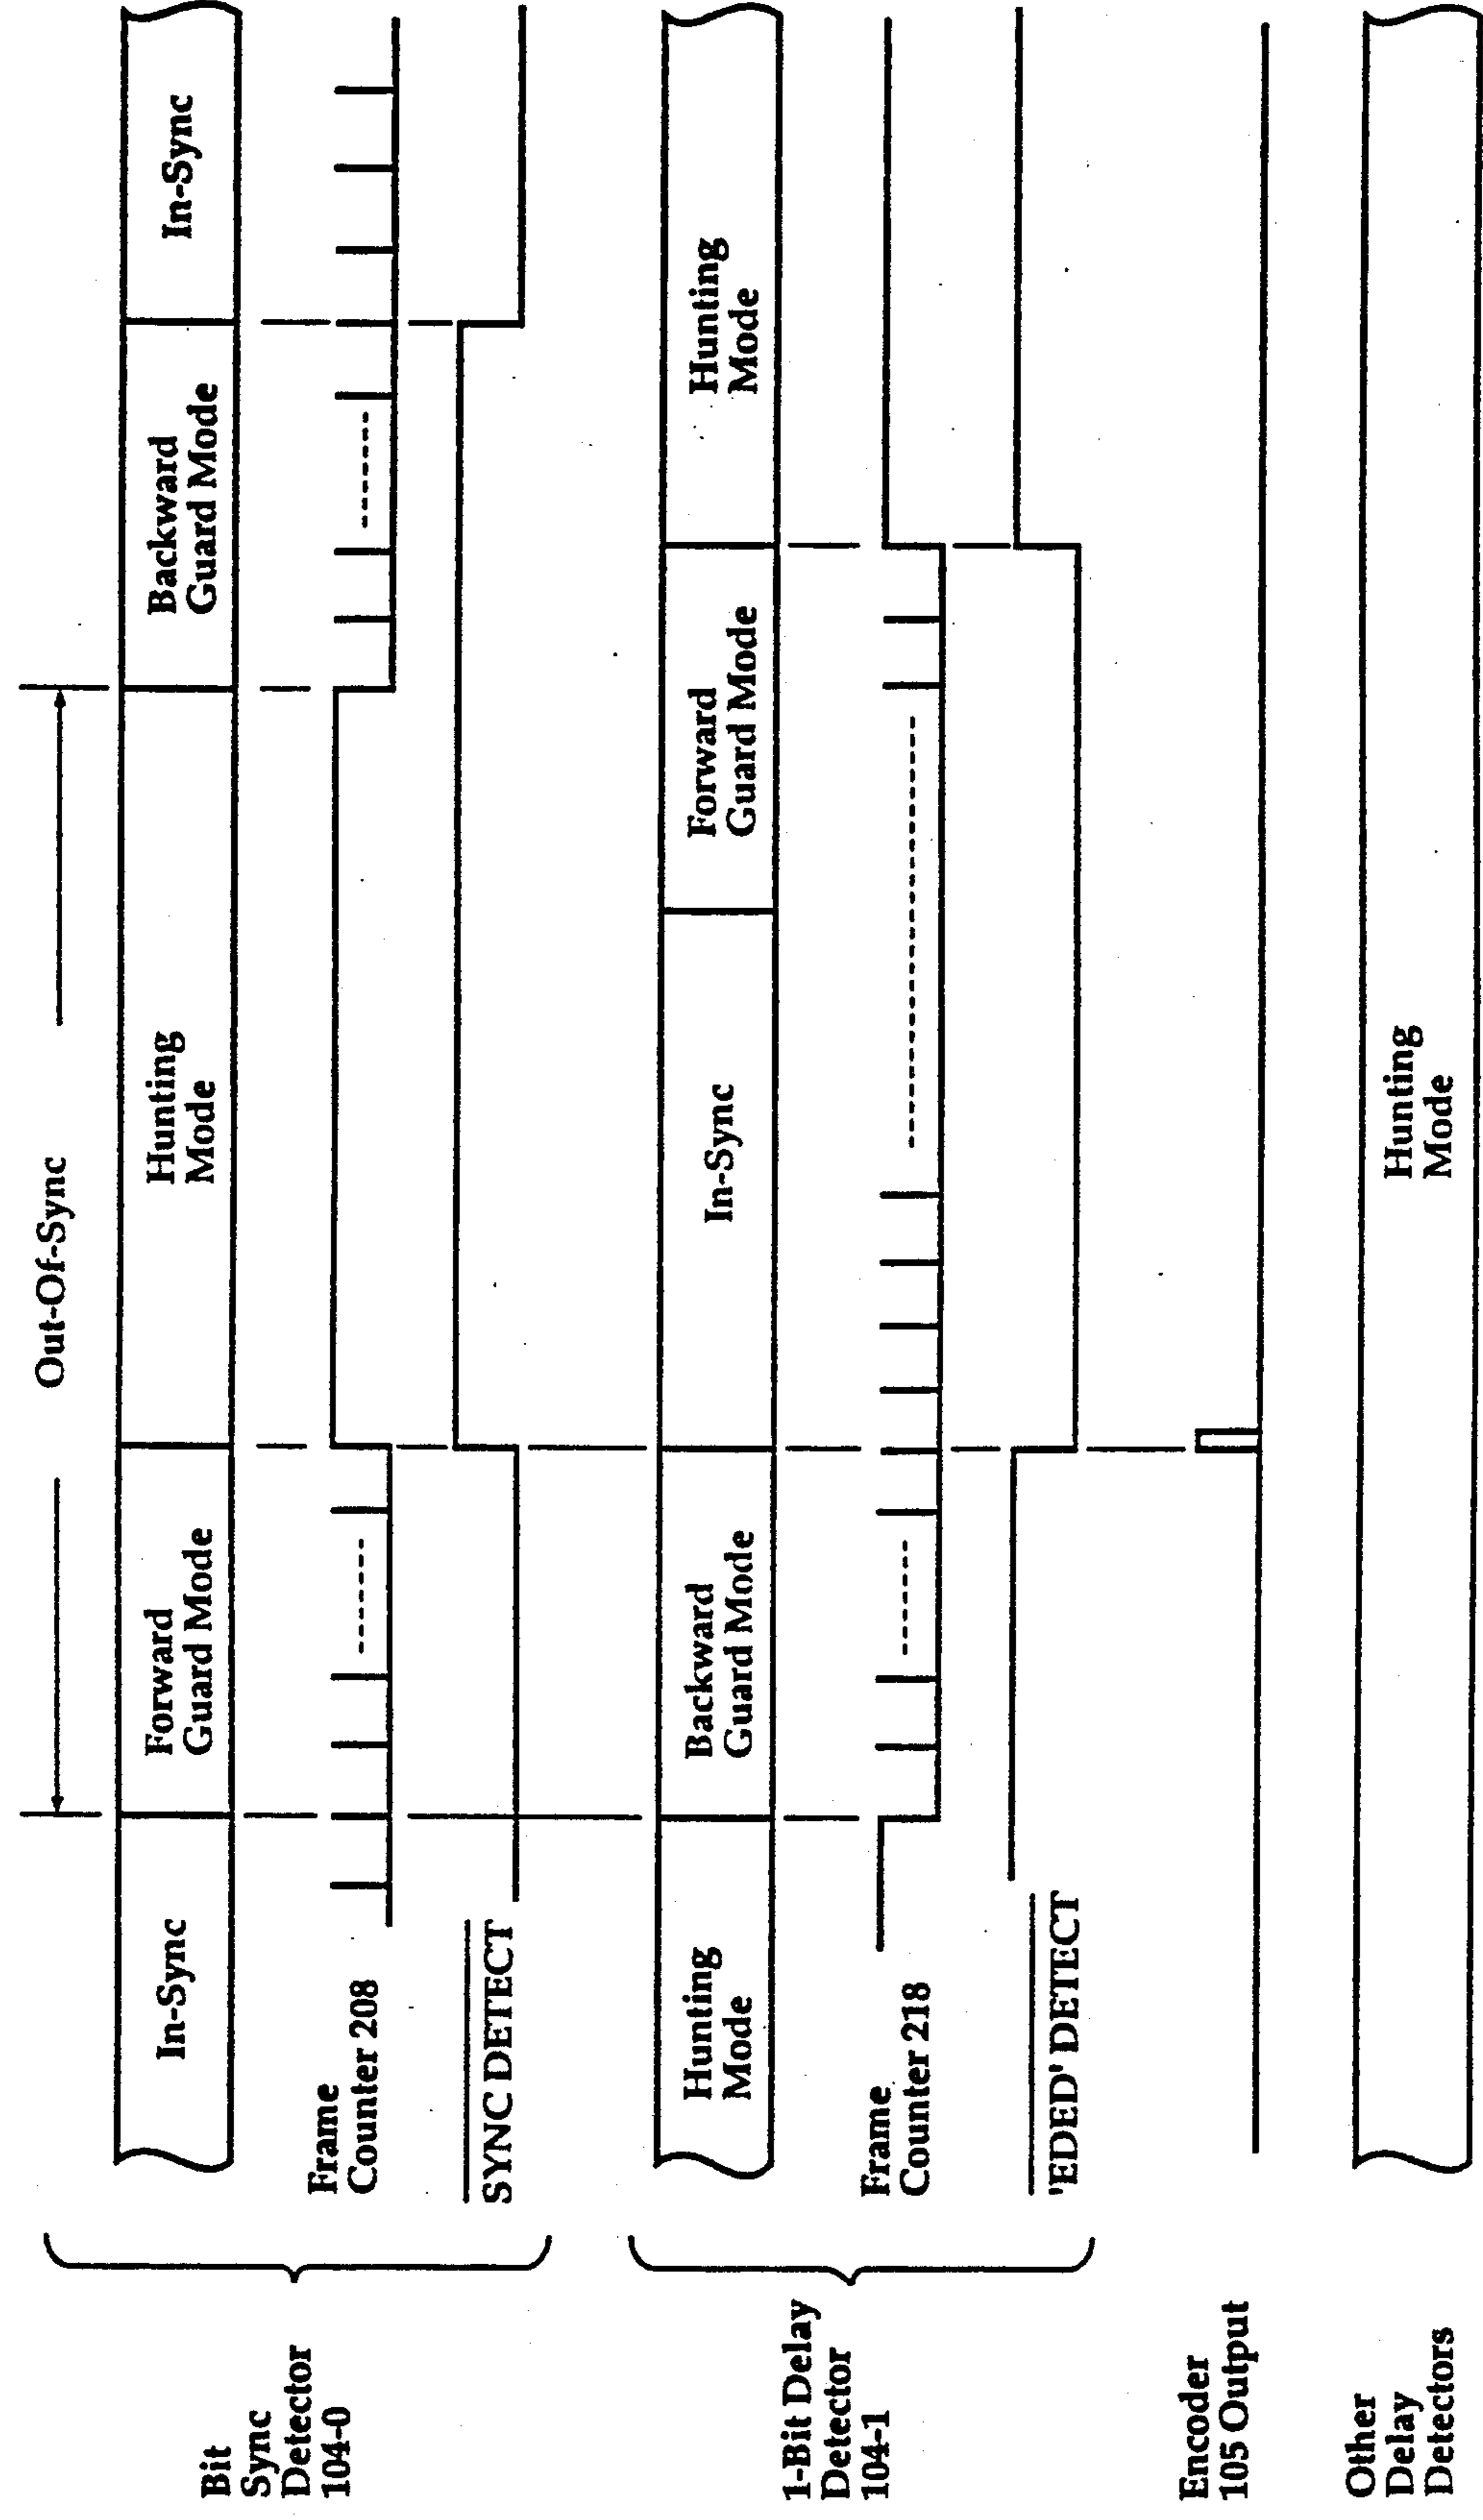 Out-Of-Sync
Bit
Sync
Detector
104-0
In-Sync
Forward
Guard Mode
Hunting
Mode
Backward
Guard Mode
In-Sync
Frame
Counter 208
SYNC DETECT
1-Bit Delay
Detector
104-1
Hunting
Mode
Backward
Guard Mode
In-Sync
Forward
Guard Mode
Hunting
Mode
Frame
Counter 218
'EDED' DETECT
Encoder
105 Output
Other
Delay
Detectors
Hunting
Mode